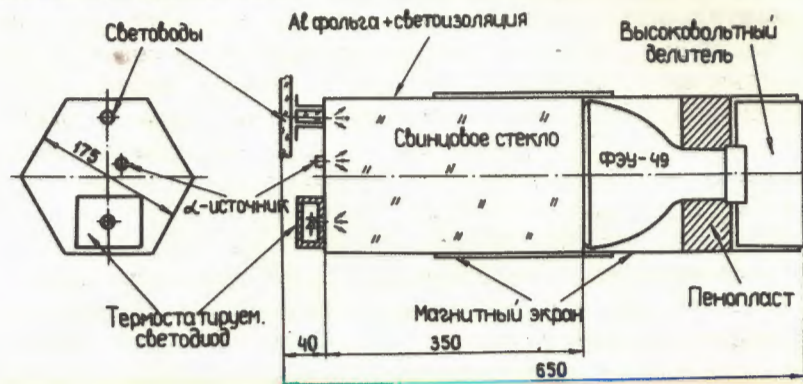 Световоды
Al фольга + светоизоляция
Высоковольтный
делитель
175
Свинцовое стекло
ФЭУ-49
α-источник
Термостатируем.
светодиод
Магнитный экран
Пенопласт
40
350
650